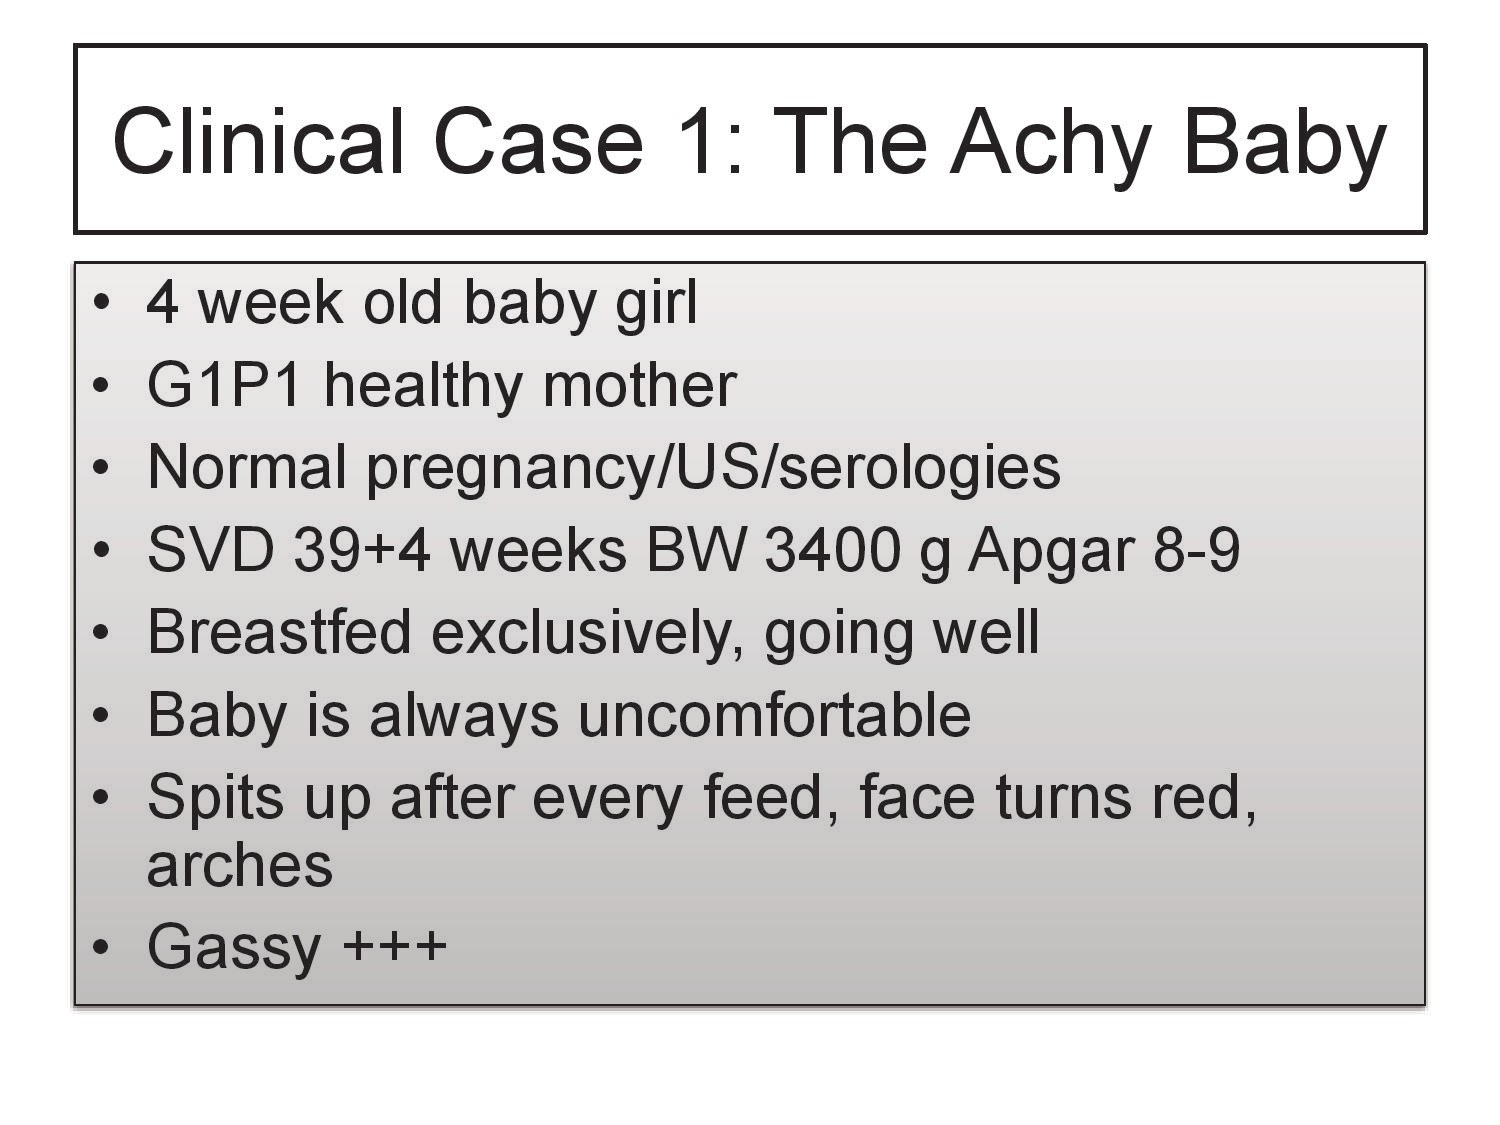 Clinical Case 1: The Achy Baby
• 4 week old baby girl
• G1P1 healthy mother
• Normal pregnancy/US/serologies
• SVD 39+4 weeks BW 3400 g Apgar 8-9
• Breastfed exclusively, going well
• Baby is always uncomfortable
• Spits up after every feed, face turns red,
arches
• Gassy +++